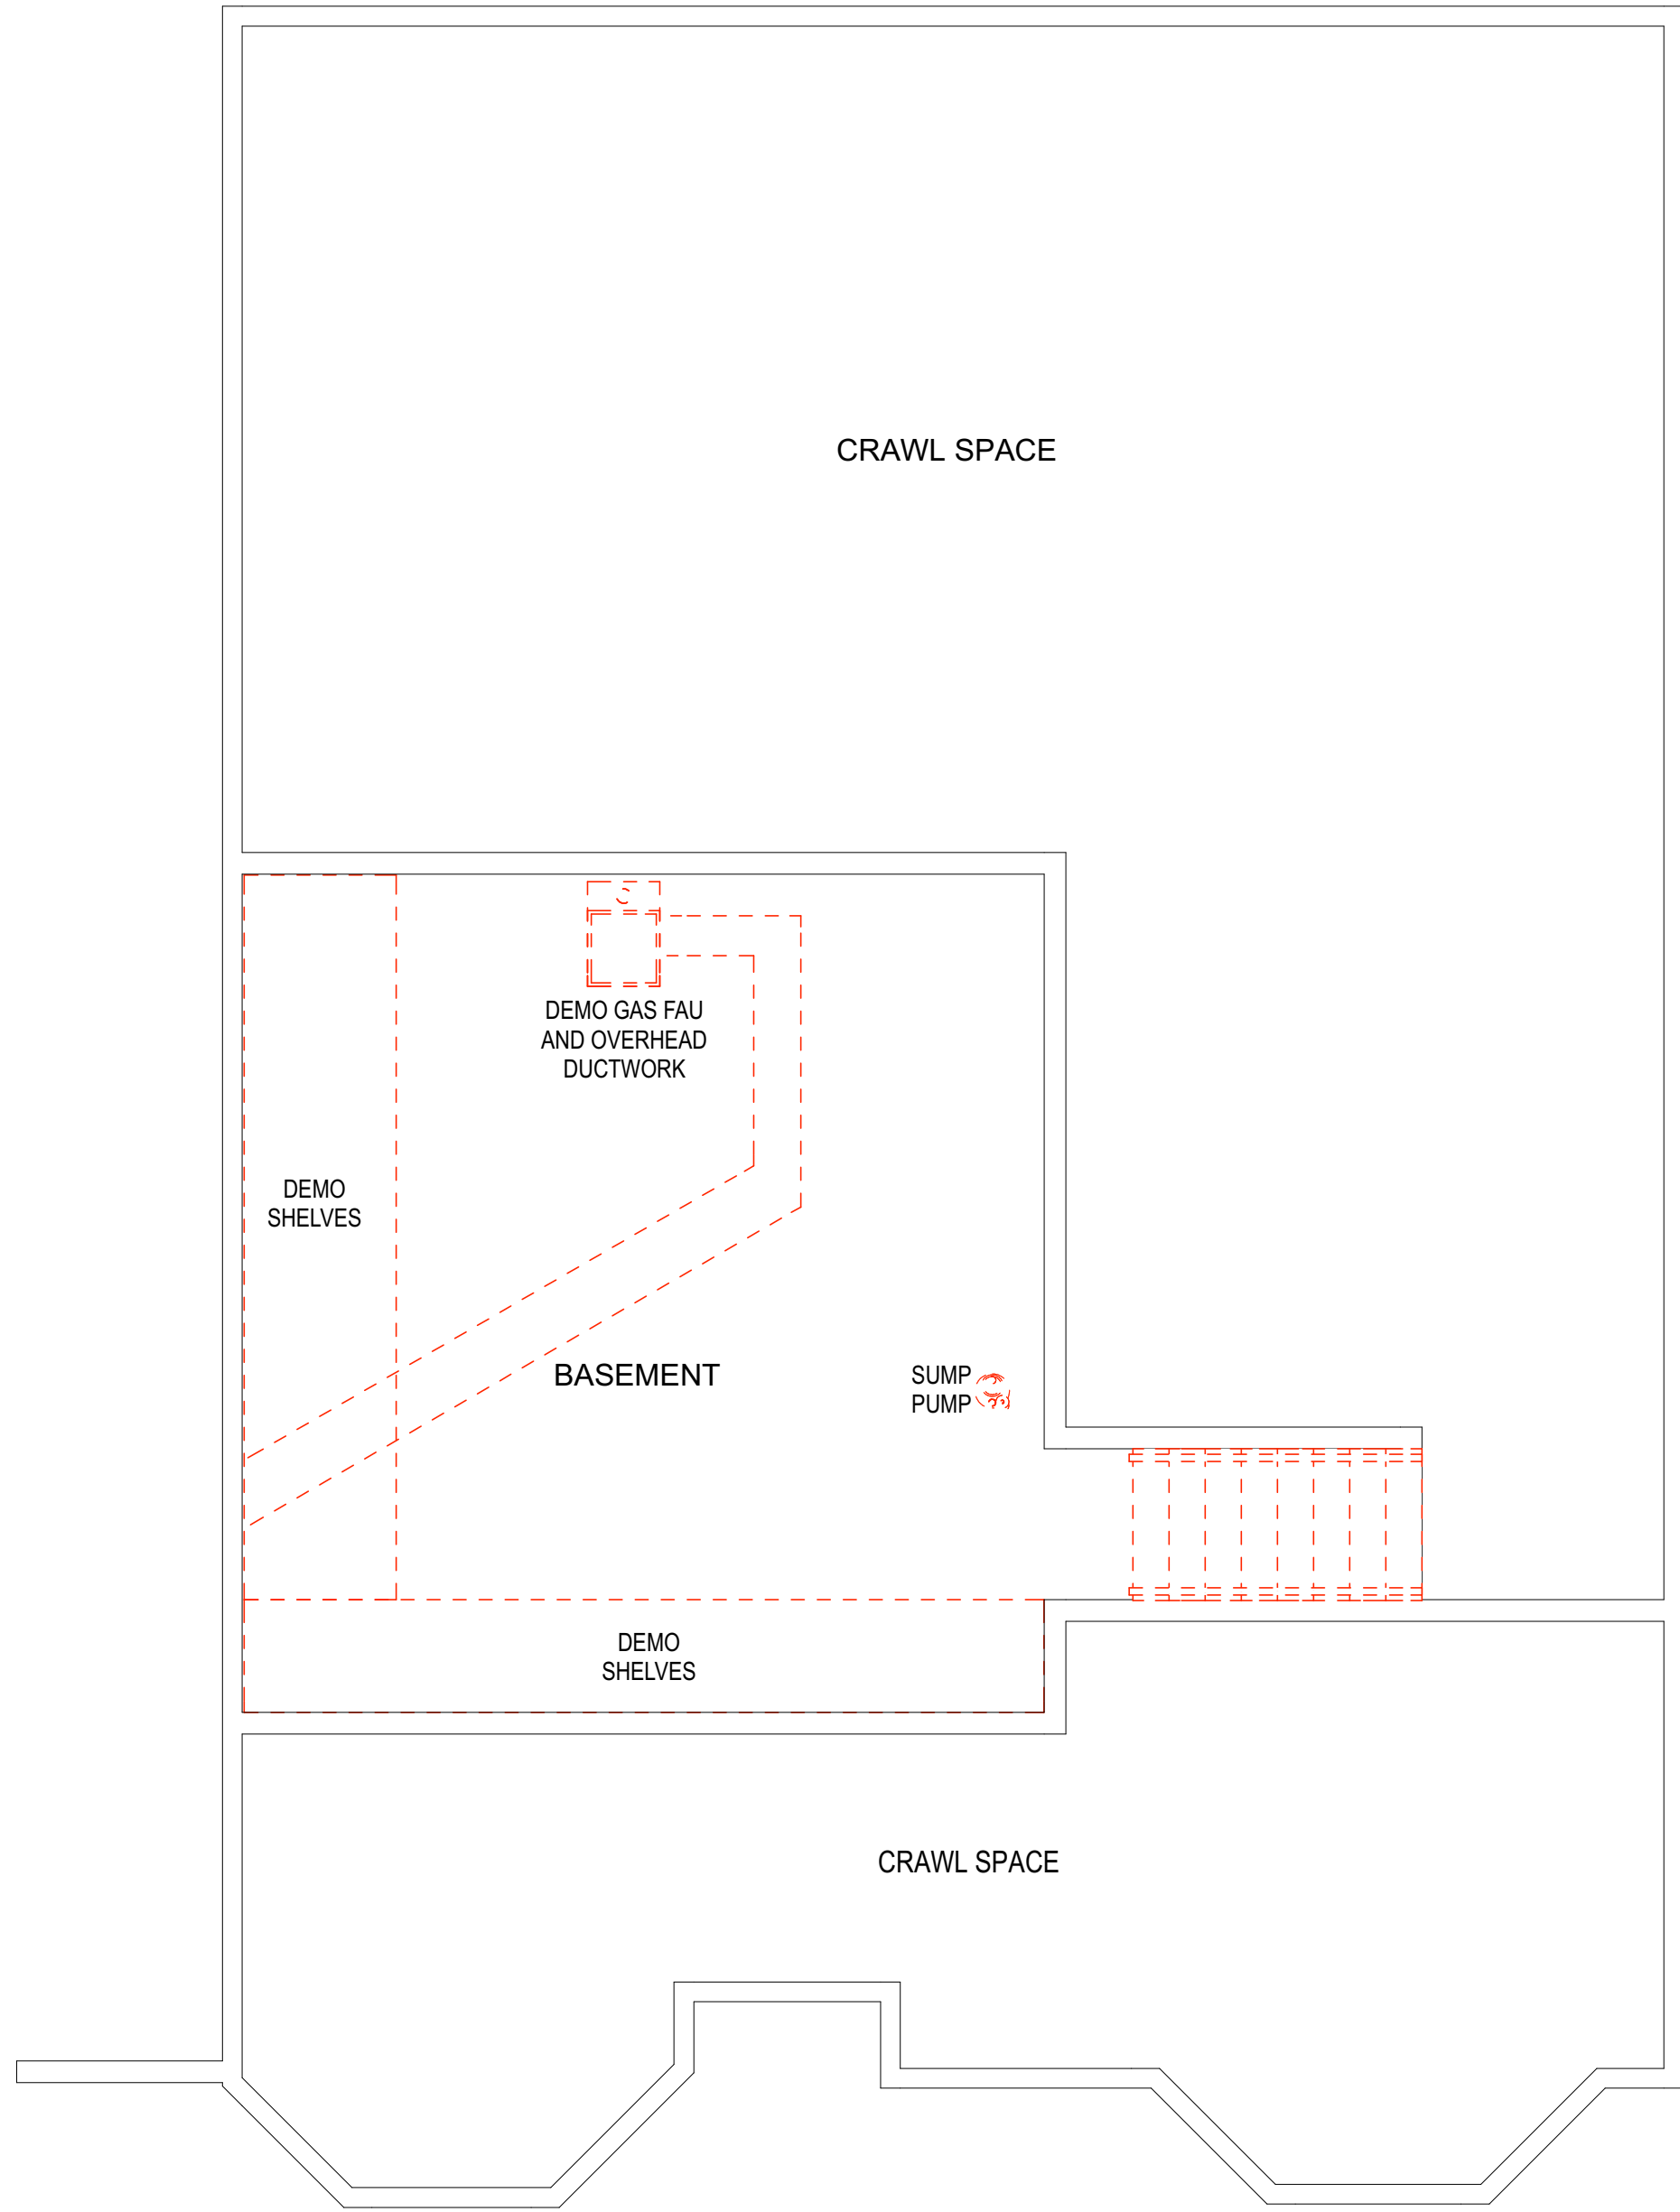 CRAWL SPACE
DEMO GAS FAU
AND OVERHEAD
DUCTWORK
DEMO
SHELVES
BASEMENT
SUMP
PUMP
DEMO
SHELVES
CRAWL SPACE